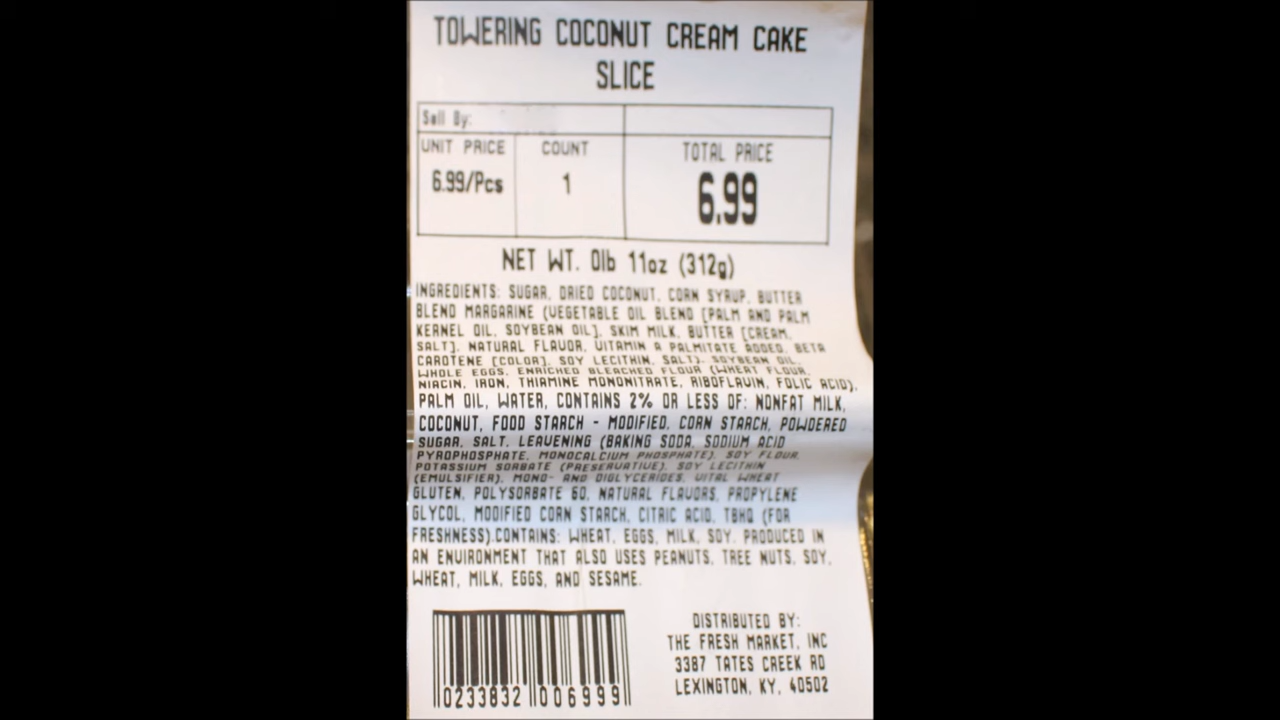 TOWERING COCONUT CREAM CAKE
SLICE
Sell By:
UNIT PRICE COUNT TOTAL PRICE
6.99/Pcs 1 6.99
NET WT. 0lb 11oz (312g)
INGREDIENTS: SUGAR, DRIED COCONUT, CORN SYRUP, BUTTER
BLEND MARGARINE (VEGETABLE OIL BLEND [PALM AND PALM
KERNEL OIL, SOYBEAN OIL], SKIM MILK, BUTTER [CREAM,
SALT], NATURAL FLAVOR, VITAMIN A PALMITATE ADDED, BETA
CAROTENE [COLOR], SOY LECITHIN, SALT), SOYBEAN OIL,
WHOLE EGGS, ENRICHED BLEACHED FLOUR (WHEAT FLOUR,
NIACIN, IRON, THIAMINE MONONITRATE, RIBOFLAVIN, FOLIC ACID),
PALM OIL, WATER, CONTAINS 2% OR LESS OF: NONFAT MILK,
COCONUT, FOOD STARCH - MODIFIED, CORN STARCH, POWDERED
SUGAR, SALT, LEAVENING (BAKING SODA, SODIUM ACID
PYROPHOSPHATE, MONOCALCIUM PHOSPHATE), SOY FLOUR,
POTASSIUM SORBATE (PRESERVATIVE), SOY LECITHIN
(EMULSIFIER), MONO- AND DIGLYCERIDES, VITAL WHEAT
GLUTEN, POLYSORBATE 60, NATURAL FLAVORS, PROPYLENE
GLYCOL, MODIFIED CORN STARCH, CITRIC ACID, TBHQ (FOR
FRESHNESS).CONTAINS: WHEAT, EGGS, MILK, SOY. PRODUCED IN
AN ENVIRONMENT THAT ALSO USES PEANUTS, TREE NUTS, SOY,
WHEAT, MILK, EGGS, AND SESAME.
0233832 006999
DISTRIBUTED BY:
THE FRESH MARKET, INC
3387 TATES CREEK RD
LEXINGTON, KY, 40502